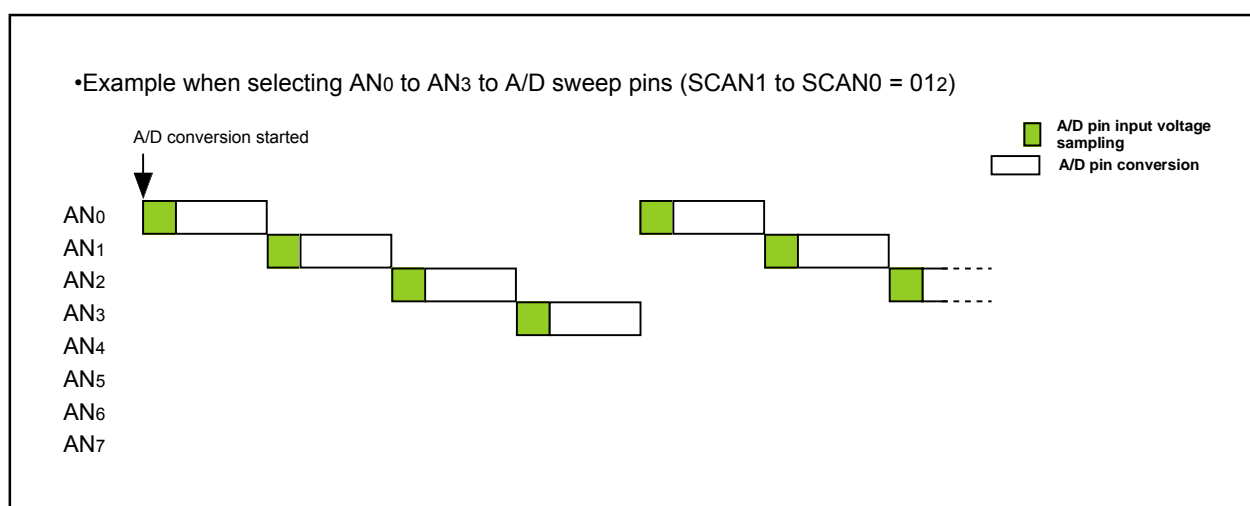 •Example when selecting AN0 to AN3 to A/D sweep pins (SCAN1 to SCAN0 = 012)
A/D conversion started
A/D pin input voltage
sampling
A/D pin conversion
AN0
AN1
AN2
AN3
AN4
AN5
AN6
AN7